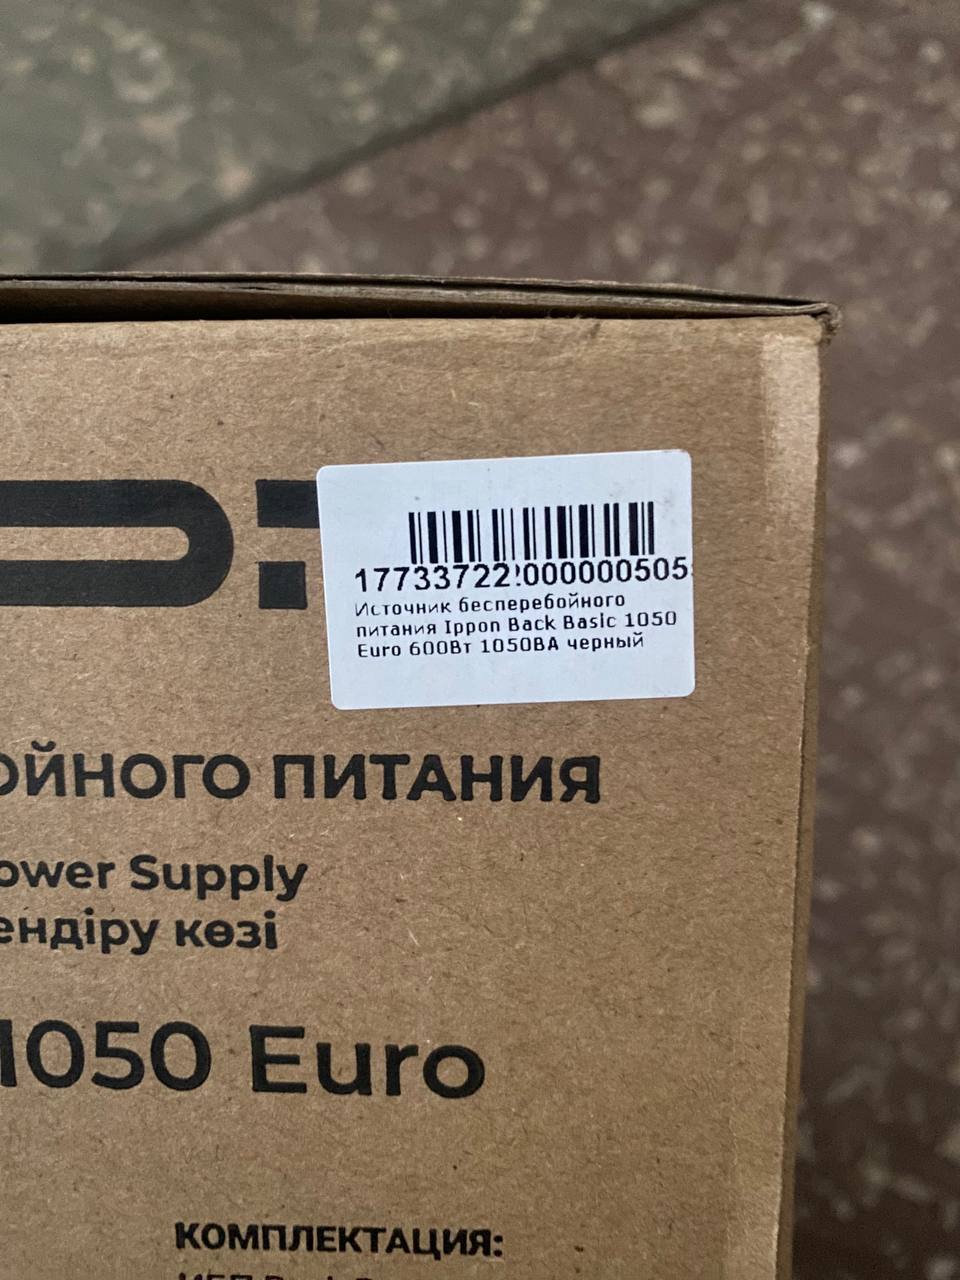 177337222000000505
Источник бесперебойного
питания Ippon Back Basic 1050
Euro 600Вт 1050ВА черный
ОЙНОГО ПИТАНИЯ
ower Supply
ендіру көзі
1050 Euro
КОМПЛЕКТАЦИЯ: